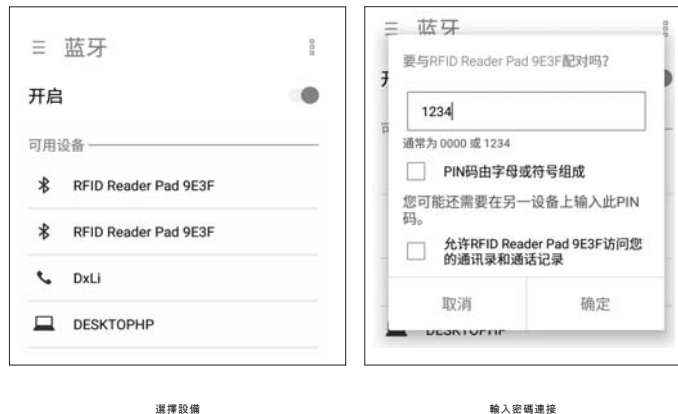 蓝牙
开启
可用设备
RFID Reader Pad 9E3F
RFID Reader Pad 9E3F
DxLi
DESKTOPHP
選擇設備
蓝牙
要与RFID Reader Pad 9E3F配对吗？
1234
通常为 0000 或 1234
PIN码由字母或符号组成
您可能还需要在另一设备上输入此PIN
码。
允许RFID Reader Pad 9E3F访问您
的通讯录和通话记录
取消
确定
DESKTOPHP
輸入密碼連接